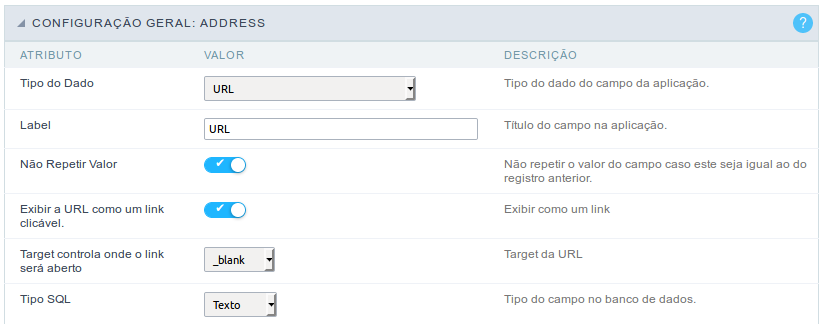 CONFIGURAÇÃO GERAL: ADDRESS
?
ATRIBUTO VALOR DESCRIÇÃO
Tipo do Dado URL Tipo do dado do campo da aplicação.
Label URL Título do campo na aplicação.
Não Repetir Valor Não repetir o valor do campo caso este seja igual ao do
registro anterior.
Exibir a URL como um link
clicável.
Exibir como um link
Target controla onde o link
será aberto
_blank Target da URL
Tipo SQL Texto Tipo do campo no banco de dados.